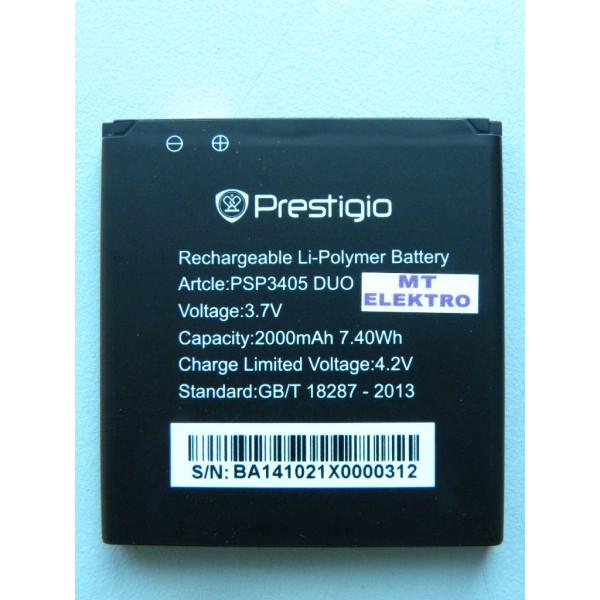 ⊖ ⊕
Prestigio
Rechargeable Li-Polymer Battery
Artcle:PSP3405 DUO
MT
ELEKTRO
Voltage:3.7V
Capacity:2000mAh 7.40Wh
Charge Limited Voltage:4.2V
Standard:GB/T 18287 - 2013
S/N: BA141021X0000312